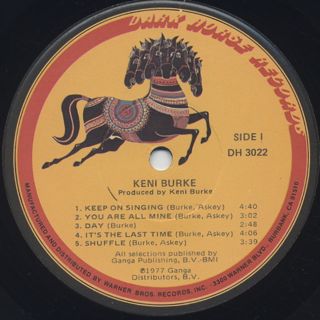 DARK HORSE RECORDS
SIDE I
DH 3022
KENI BURKE
Produced by Keni Burke
1. KEEP ON SINGING (Burke, Askey) 4:40
2. YOU ARE ALL MINE (Burke, Askey) 3:02
3. DAY (Burke) 2:48
4. IT'S THE LAST TIME (Burke, Askey) 4:06
5. SHUFFLE (Burke, Askey) 3:39
All selections published by
Ganga Publishing, B.V.-BMI
©1977 Ganga
Distributors, B.V.
MANUFACTURED AND DISTRIBUTED BY WARNER BROS. RECORDS, INC. · 3300 WARNER BLVD., BURBANK, CA. 91510